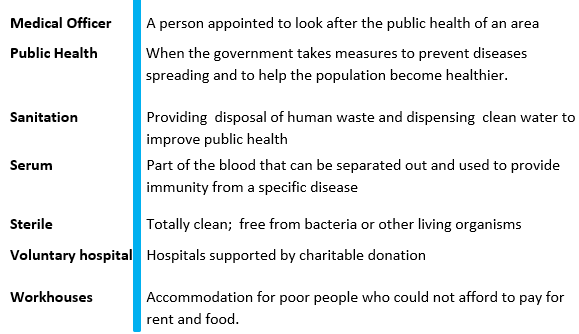 Medical Officer A person appointed to look after the public health of an area
Public Health When the government takes measures to prevent diseases
spreading and to help the population become healthier.
Sanitation Providing disposal of human waste and dispensing clean water to
improve public health
Serum Part of the blood that can be separated out and used to provide
immunity from a specific disease
Sterile Totally clean; free from bacteria or other living organisms
Voluntary hospital Hospitals supported by charitable donation
Workhouses Accommodation for poor people who could not afford to pay for
rent and food.